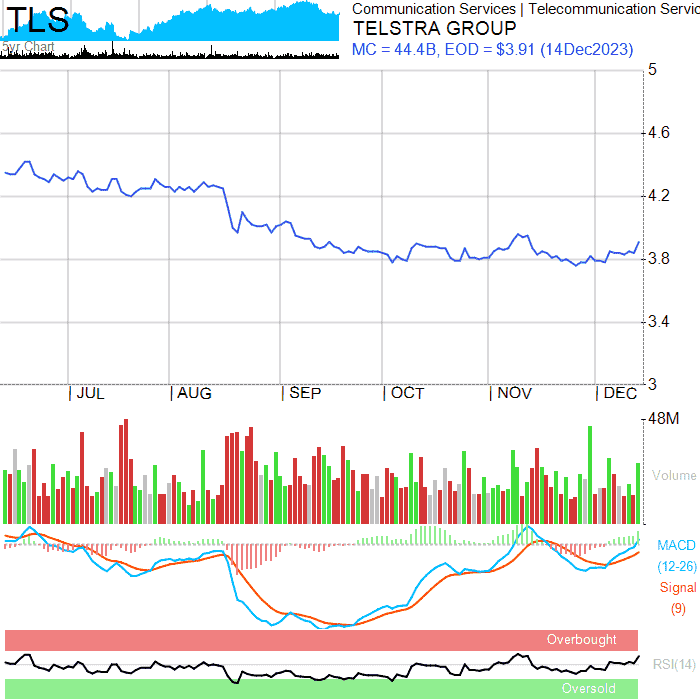 TLS
5yr Chart
Communication Services | Telecommunication Servic
TELSTRA GROUP
MC = 44.4B, EOD = $3.91 (14Dec2023)
5
4.6
4.2
4
3.8
3.4
3
| JUL | AUG | SEP | OCT | NOV | DEC
48M
Volume
MACD
(12-26)
Signal
(9)
Overbought
RSI(14)
Oversold